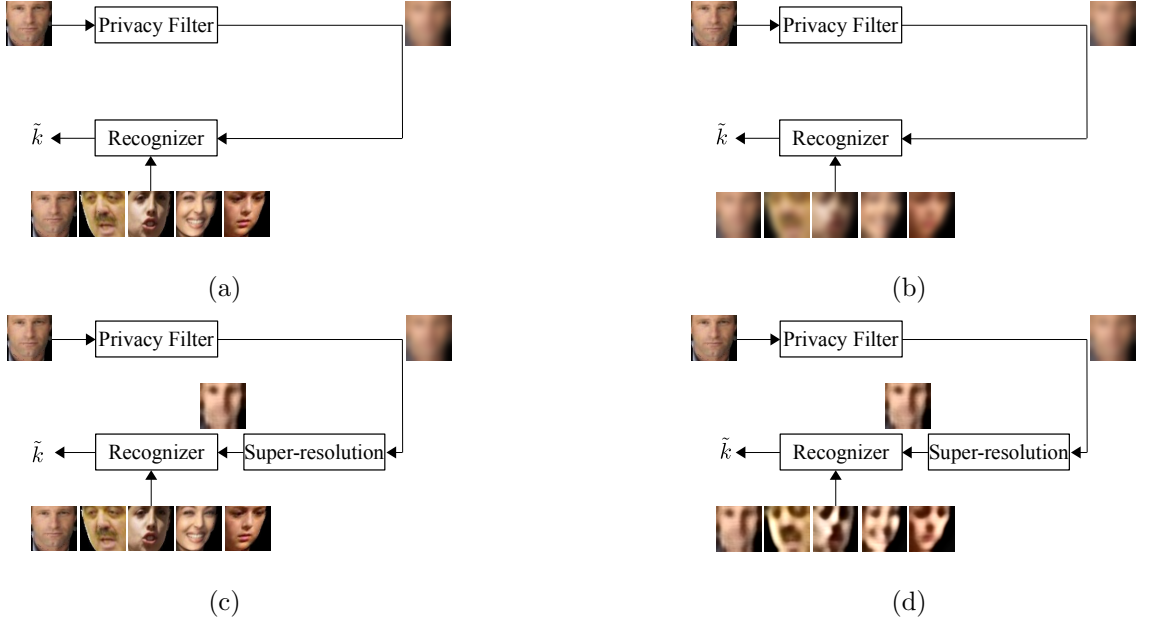 Privacy Filter
Recognizer
k̃
(a)
Privacy Filter
Recognizer
k̃
(b)
Privacy Filter
Super-resolution
Recognizer
k̃
(c)
Privacy Filter
Super-resolution
Recognizer
k̃
(d)